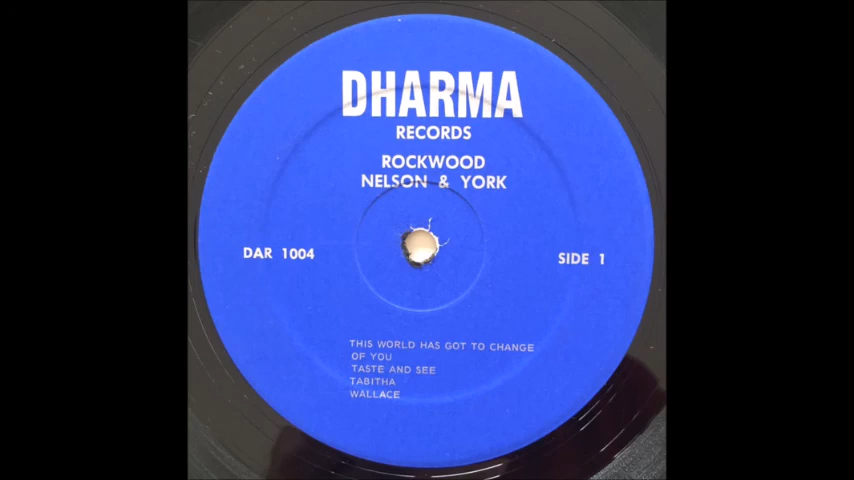 DHARMA
RECORDS
ROCKWOOD
NELSON & YORK
DAR 1004
SIDE 1
THIS WORLD HAS GOT TO CHANGE
OF YOU
TASTE AND SEE
TABITHA
WALLACE